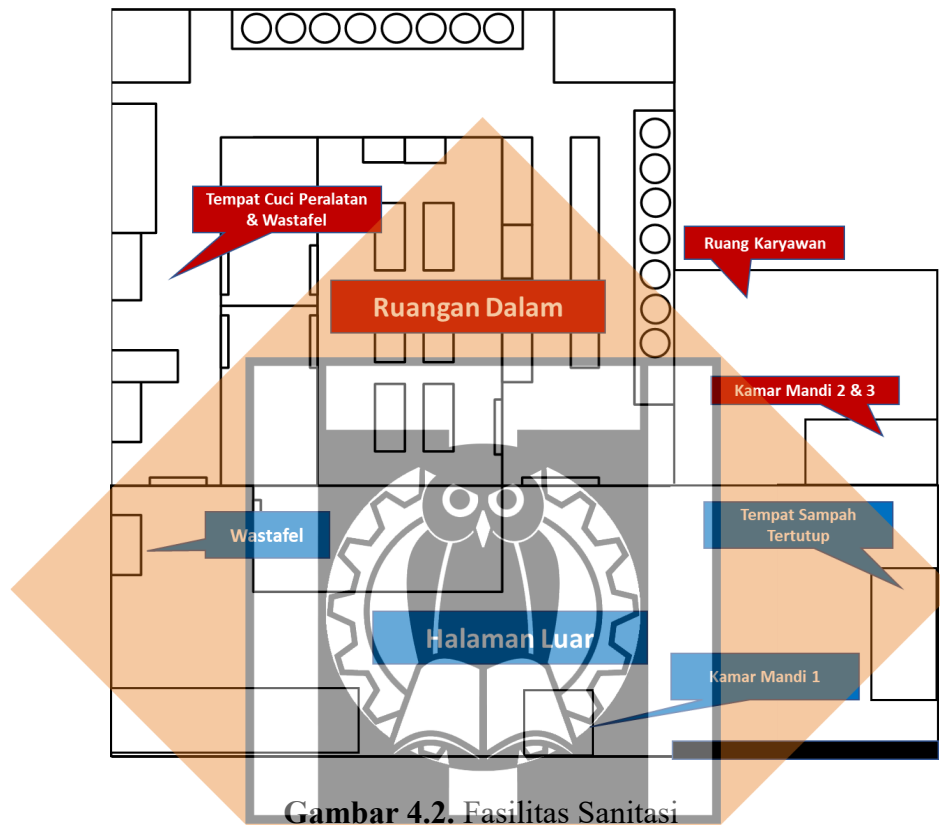 Tempat Cuci Peralatan
& Wastafel
Ruang Karyawan
Ruangan Dalam
Kamar Mandi 2 & 3
Wastafel
Tempat Sampah
Tertutup
Halaman Luar
Kamar Mandi 1
Gambar 4.2. Fasilitas Sanitasi